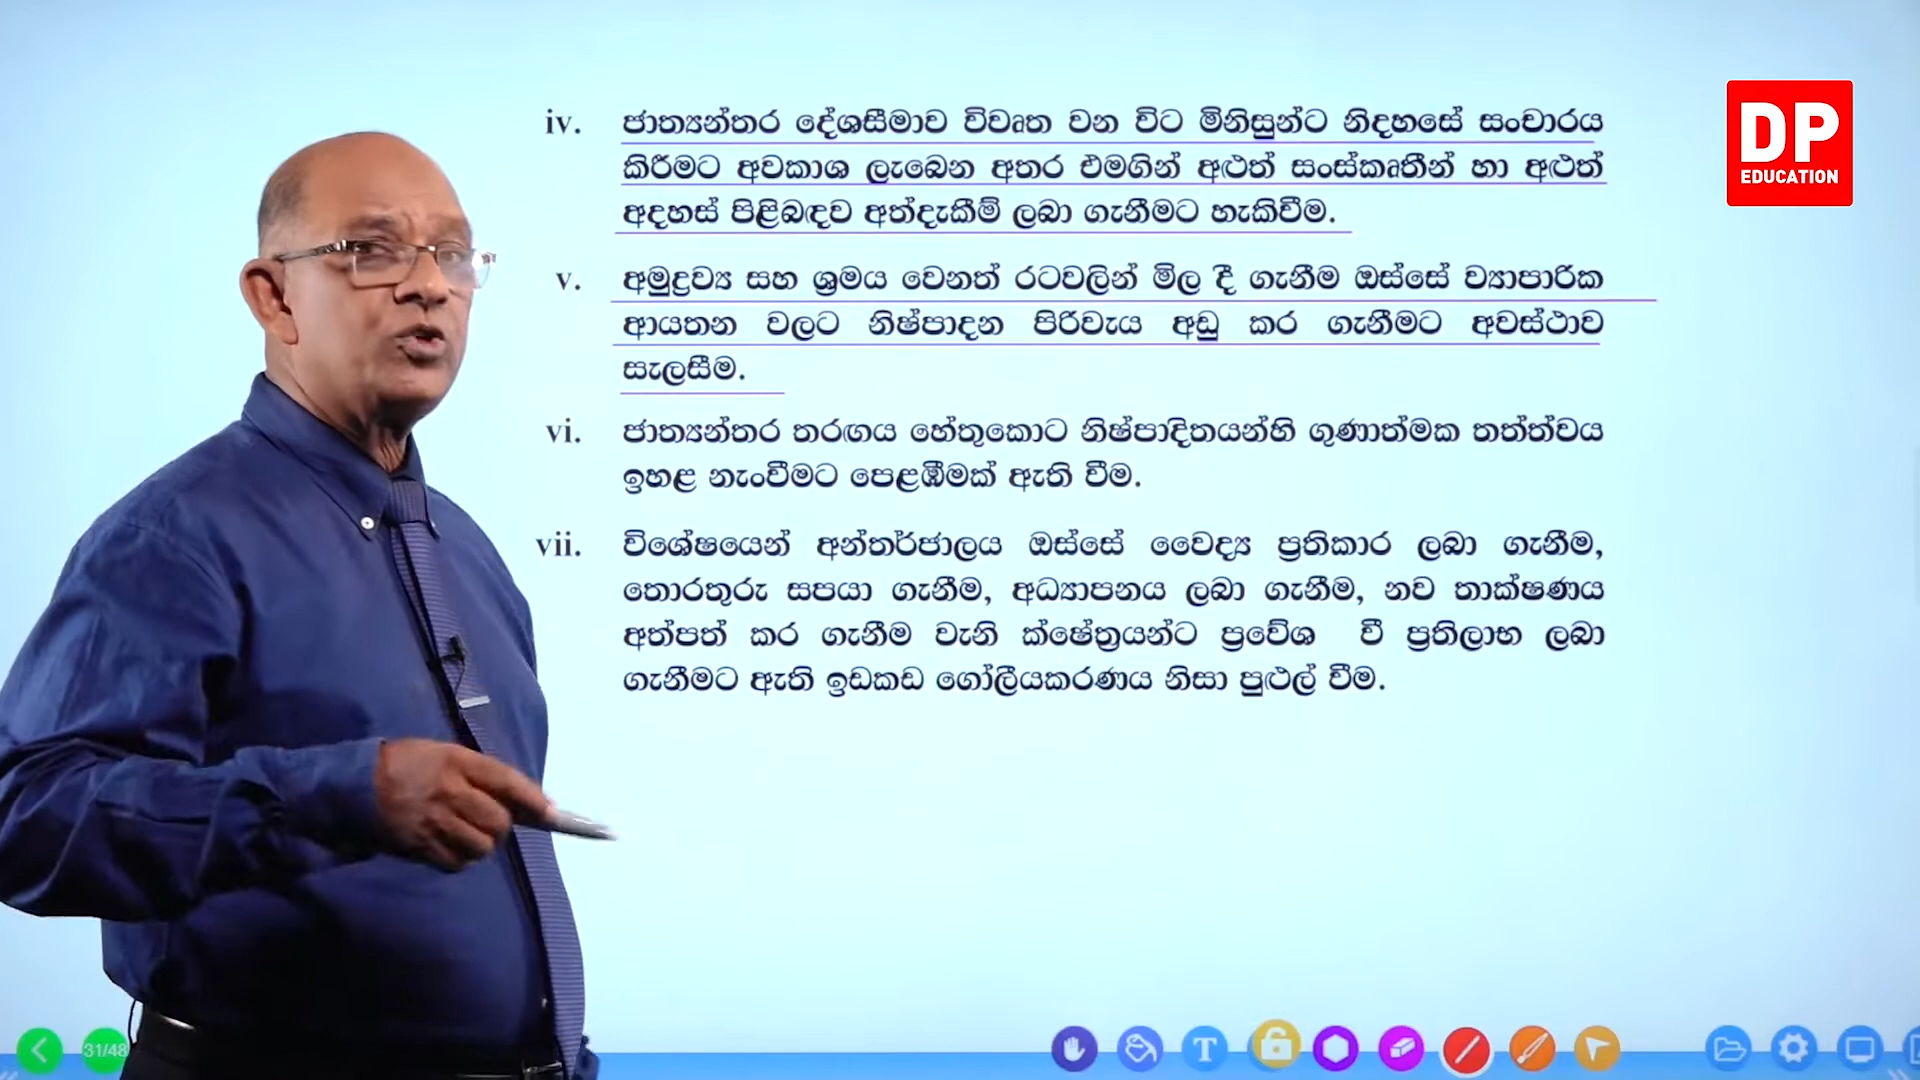 DP
EDUCATION
iv. ජාත්‍යන්තර දේශසීමාව විවෘත වන විට මිනිසුන්ට නිදහසේ සංචාරය
කිරීමට අවකාශ ලැබෙන අතර එමගින් අළුත් සංස්කෘතීන් හා අළුත්
අදහස් පිළිබඳව අත්දැකීම් ලබා ගැනීමට හැකිවීම.
v. අමුද්‍රව්‍ය සහ ශ්‍රමය වෙනත් රටවලින් මිල දී ගැනීම ඔස්සේ ව්‍යාපාරික
ආයතන වලට නිෂ්පාදන පිරිවැය අඩු කර ගැනීමට අවස්ථාව
සැලසීම.
vi. ජාත්‍යන්තර තරඟය හේතුකොට නිෂ්පාදිතයන්හි ගුණාත්මක තත්ත්වය
ඉහළ නැංවීමට පෙළඹීමක් ඇති වීම.
vii. විශේෂයෙන් අන්තර්ජාලය ඔස්සේ වෛද්‍ය ප්‍රතිකාර ලබා ගැනීම,
තොරතුරු සපයා ගැනීම, අධ්‍යාපනය ලබා ගැනීම, නව තාක්ෂණය
අත්පත් කර ගැනීම වැනි ක්ෂේත්‍රයන්ට ප්‍රවේශ වී ප්‍රතිලාභ ලබා
ගැනීමට ඇති ඉඩකඩ ගෝලීයකරණය නිසා පුළුල් වීම.
31/48
T